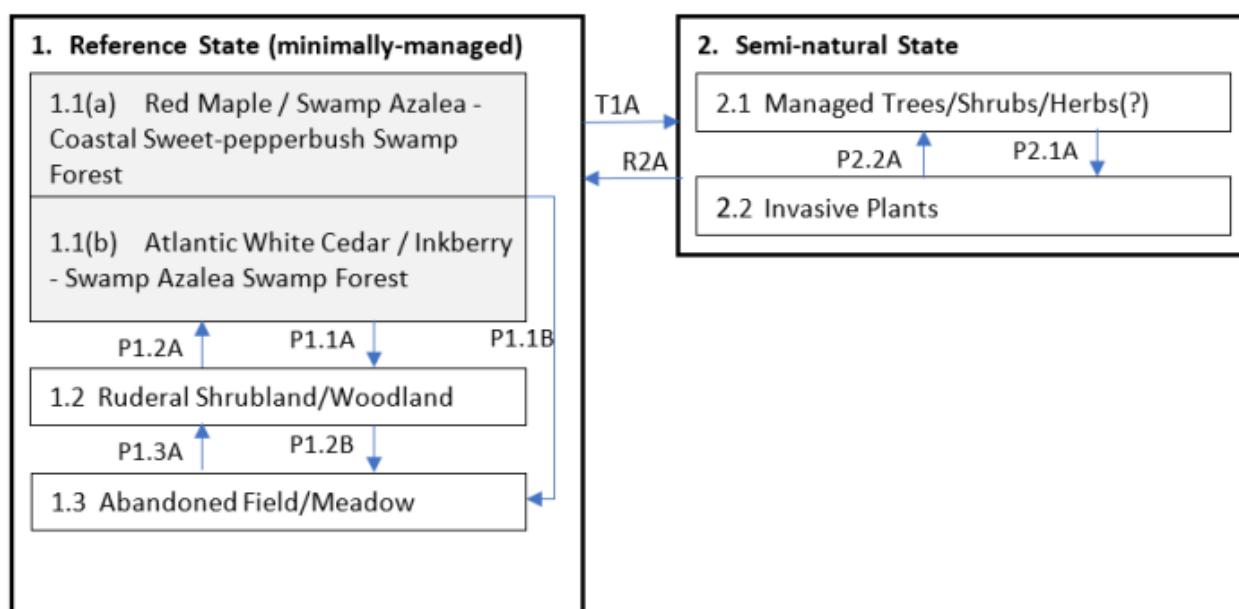 1. Reference State (minimally-managed)
1.1(a) Red Maple / Swamp Azalea -
Coastal Sweet-pepperbush Swamp
Forest
1.1(b) Atlantic White Cedar / Inkberry
- Swamp Azalea Swamp Forest
P1.2A
P1.1A
P1.1B
1.2 Ruderal Shrubland/Woodland
P1.3A
P1.2B
1.3 Abandoned Field/Meadow
T1A
R2A
2. Semi-natural State
2.1 Managed Trees/Shrubs/Herbs(?)
P2.2A
P2.1A
2.2 Invasive Plants